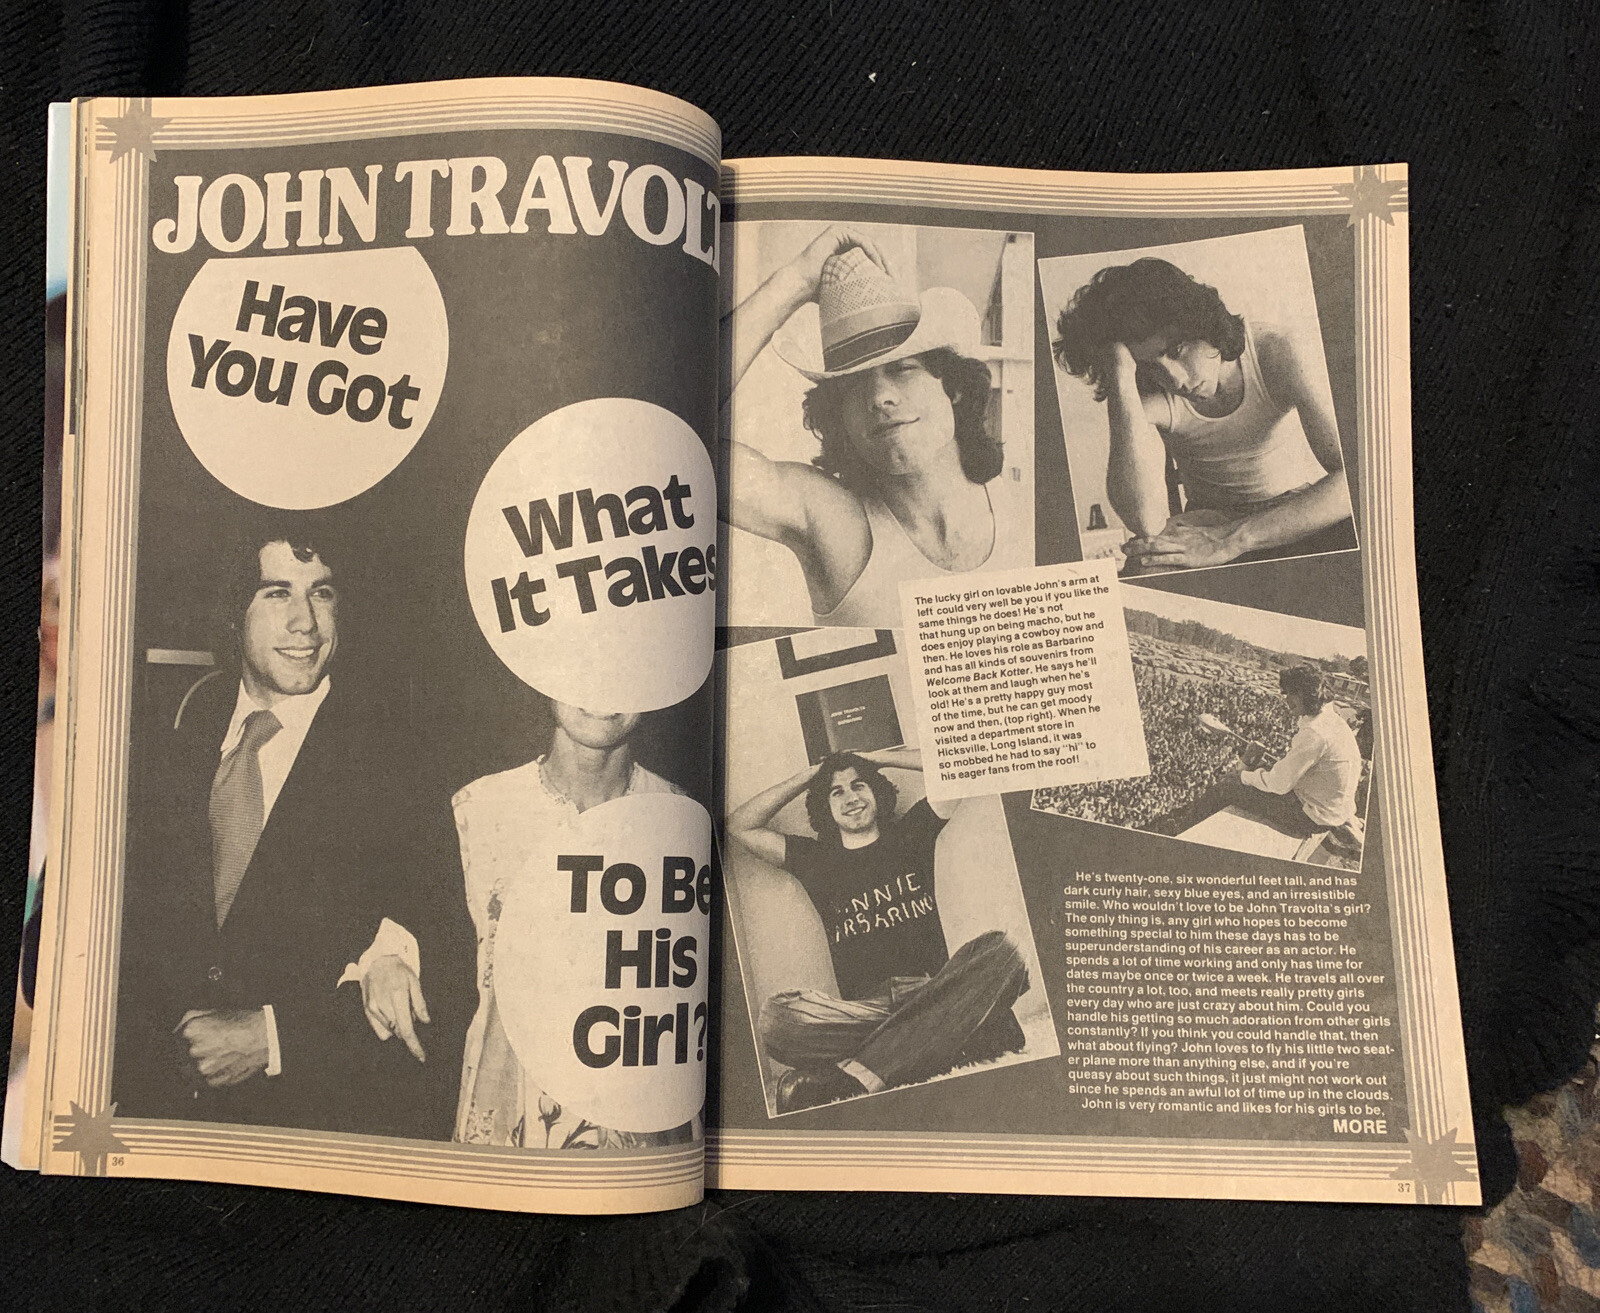 JOHN TRAVOLT
Have
You Got
What
It Takes
To Be
His
Girl?
36
The lucky girl on lovable John's arm at
left could very well be you if you like the
same things he does! He's not
that hung up on being macho, but he
does enjoy playing a cowboy now and
then. He loves his role as Barbarino
and has all kinds of souvenirs from
Welcome Back Kotter. He says he'll
look at them and laugh when he's
old! He's a pretty happy guy most
of the time, but he can get moody
now and then, (top right). When he
visited a department store in
Hicksville, Long Island, it was
so mobbed he had to say "hi" to
his eager fans from the roof!
JOHN TRAVOLTA
NNIE
RBARINO
He's twenty-one, six wonderful feet tall, and has
dark curly hair, sexy blue eyes, and an irresistible
smile. Who wouldn't love to be John Travolta's girl?
The only thing is, any girl who hopes to become
something special to him these days has to be
superunderstanding of his career as an actor. He
spends a lot of time working and only has time for
dates maybe once or twice a week. He travels all over
the country a lot, too, and meets really pretty girls
every day who are just crazy about him. Could you
handle his getting so much adoration from other girls
constantly? If you think you could handle that, then
what about flying? John loves to fly his little two seat-
er plane more than anything else, and if you're
queasy about such things, it just might not work out
since he spends an awful lot of time up in the clouds.
John is very romantic and likes for his girls to be,
MORE
37